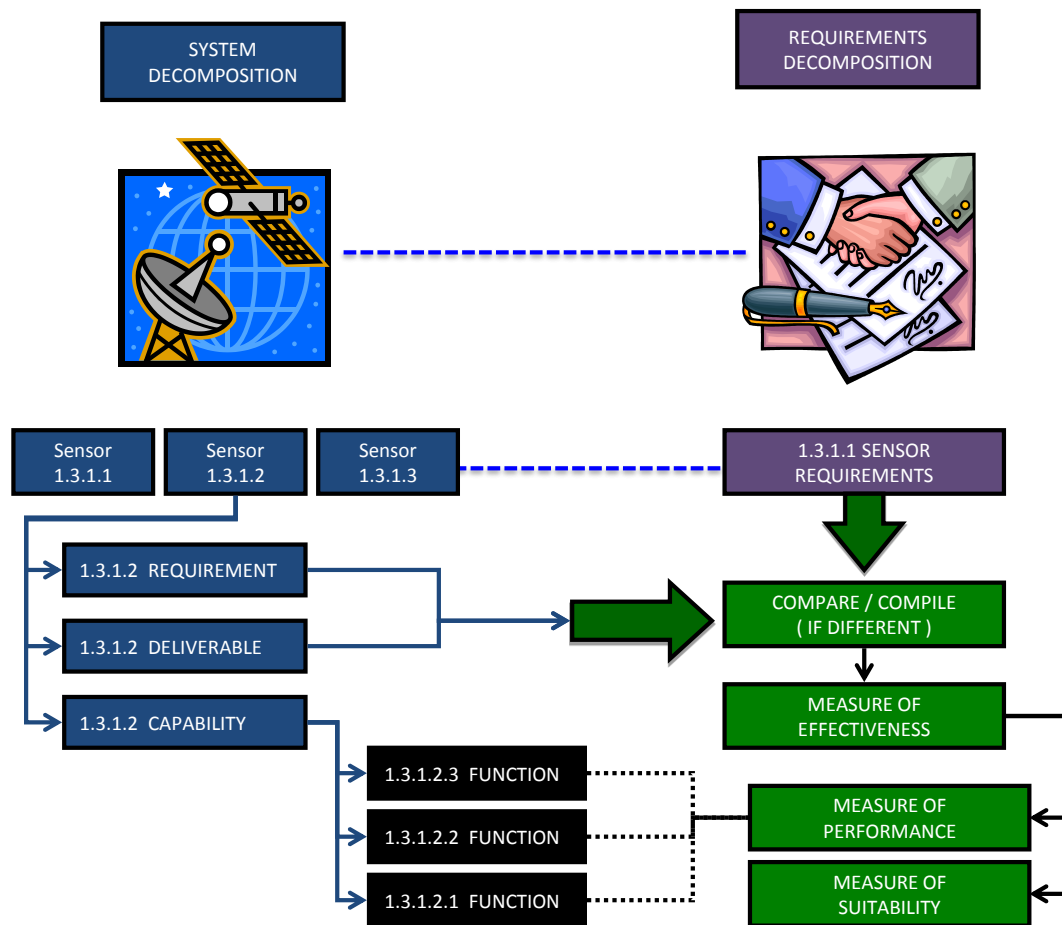 SYSTEM
DECOMPOSITION
REQUIREMENTS
DECOMPOSITION
Sensor
1.3.1.1
Sensor
1.3.1.2
Sensor
1.3.1.3
1.3.1.1 SENSOR
REQUIREMENTS
1.3.1.2 REQUIREMENT
COMPARE / COMPILE
( IF DIFFERENT )
1.3.1.2 DELIVERABLE
1.3.1.2 CAPABILITY
MEASURE OF
EFFECTIVENESS
1.3.1.2.3 FUNCTION
1.3.1.2.2 FUNCTION
1.3.1.2.1 FUNCTION
MEASURE OF
PERFORMANCE
MEASURE OF
SUITABILITY